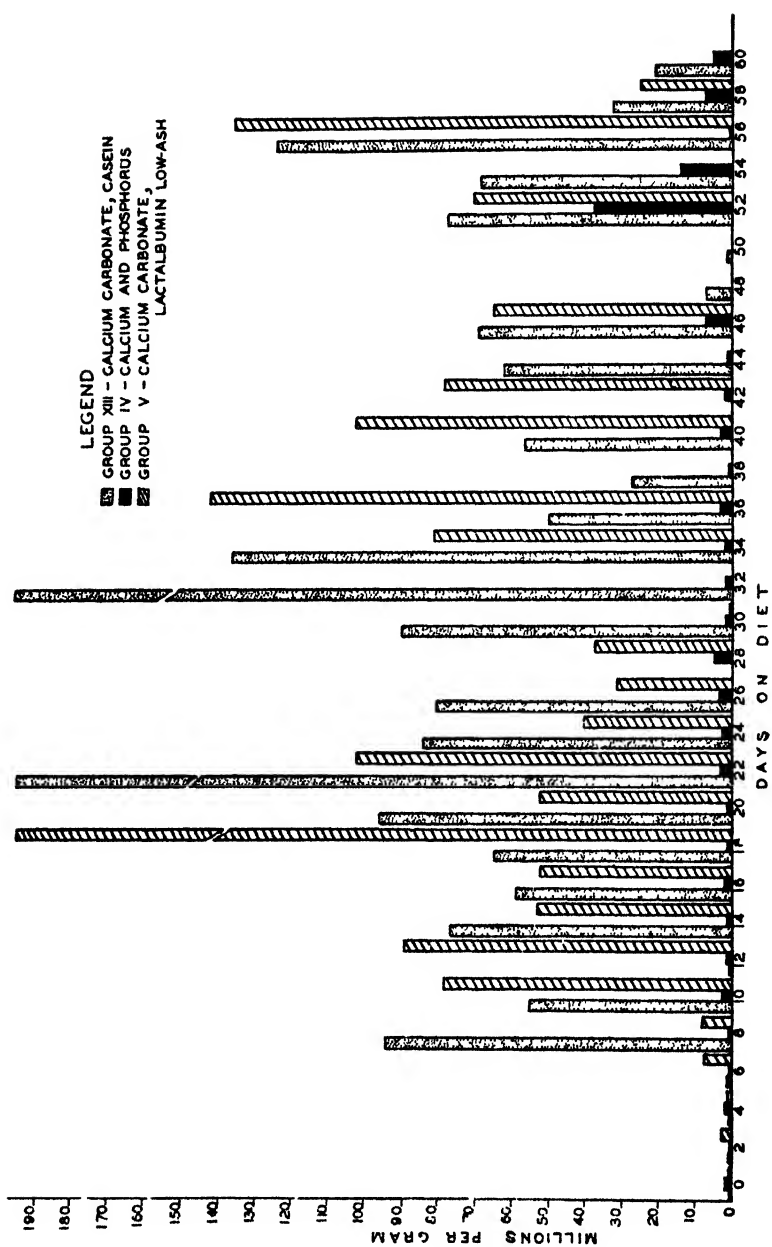 LEGEND
GROUP XIII – CALCIUM CARBONATE, CASEIN
GROUP IV – CALCIUM AND PHOSPHORUS
GROUP V – CALCIUM CARBONATE,
LACTALBUMIN LOW-ASH
MILLIONS PER GRAM
190
180
170
160
150
140
130
120
110
100
90
80
70
60
50
40
30
20
10
0
0 2 4 6 8 10 12 14 16 20 22 24 26 28 30 32 34 36 38 40 42 44 46 48 50 52 54 56 58 60
DAYS ON DIET